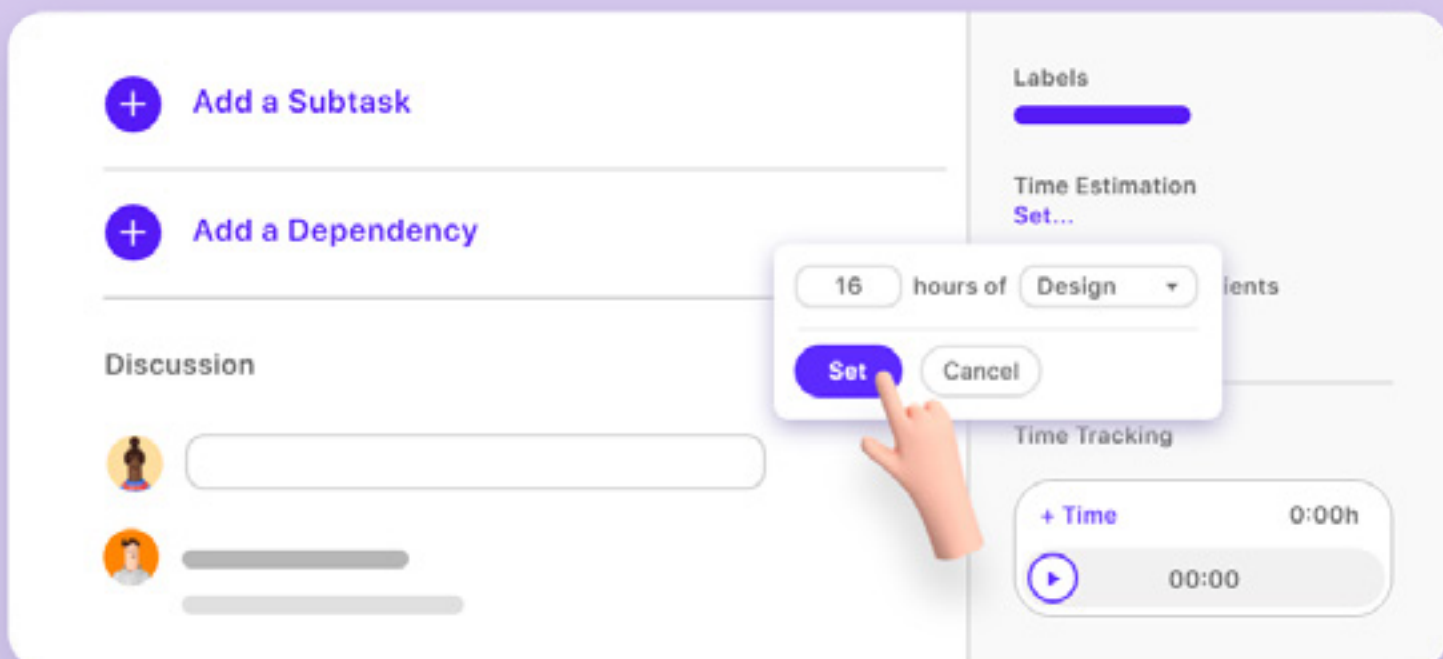 Add a Subtask
Add a Dependency
Discussion
Labels
Time Estimation
Set...
16 hours of Design
ients
Set Cancel
Time Tracking
+ Time 0:00h
00:00